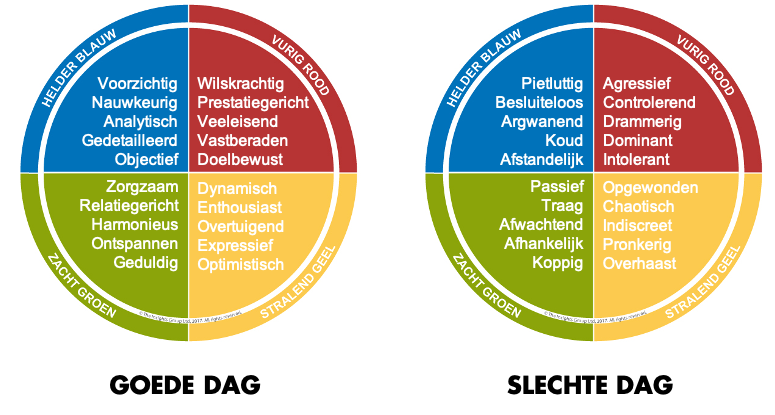 HELDER BLAUW
VURIG ROOD
Voorzichtig
Nauwkeurig
Analytisch
Gedetailleerd
Objectief
Wilskrachtig
Prestatiegericht
Veeleisend
Vastberaden
Doelbewust
Zorgzaam
Relatiegericht
Harmonieus
Ontspannen
Geduldig
Dynamisch
Enthousiast
Overtuigend
Expressief
Optimistisch
ZACHT GROEN
STRALEND GEEL
GOEDE DAG
HELDER BLAUW
VURIG ROOD
Pietluttig
Besluiteloos
Argwanend
Koud
Afstandelijk
Agressief
Controlerend
Drammerig
Dominant
Intolerant
Passief
Traag
Afwachtend
Afhankelijk
Koppig
Opgewonden
Chaotisch
Indiscreet
Pronkerig
Overhaast
ZACHT GROEN
STRALEND GEEL
SLECHTE DAG